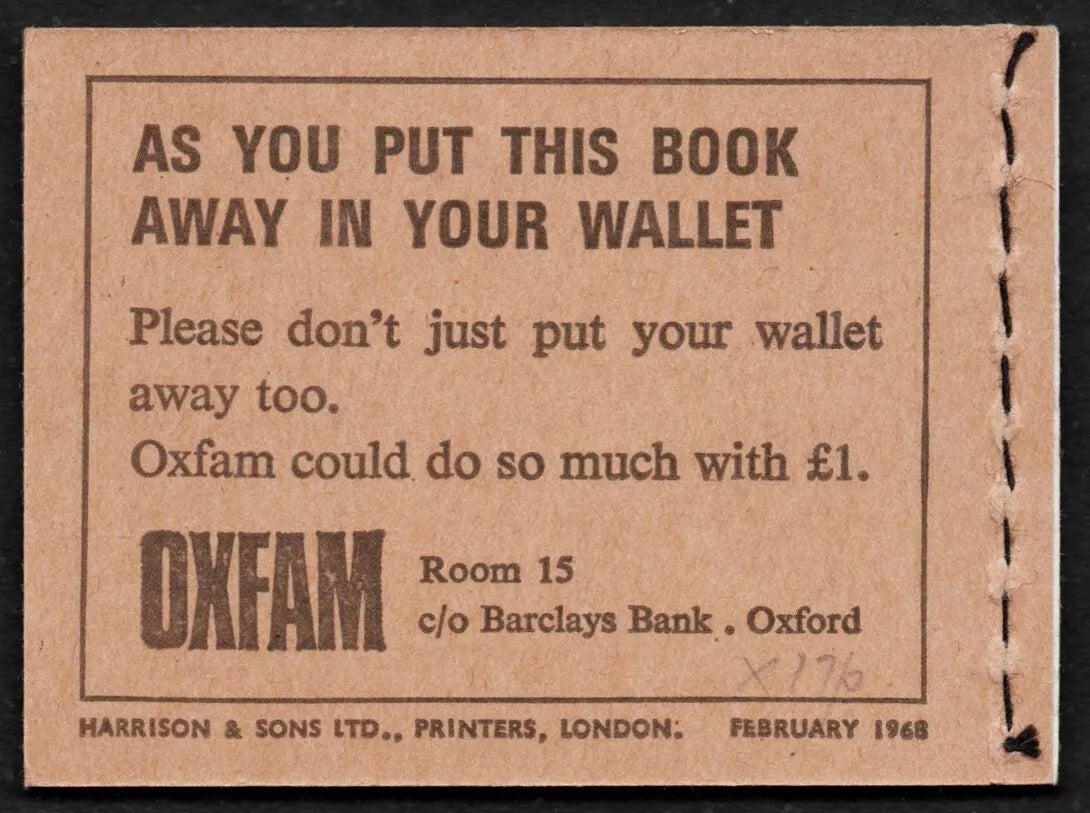 AS YOU PUT THIS BOOK
AWAY IN YOUR WALLET
Please don't just put your wallet
away too.
Oxfam could do so much with £1.
OXFAM
Room 15
c/o Barclays Bank . Oxford
X176
HARRISON & SONS LTD., PRINTERS, LONDON. FEBRUARY 1968